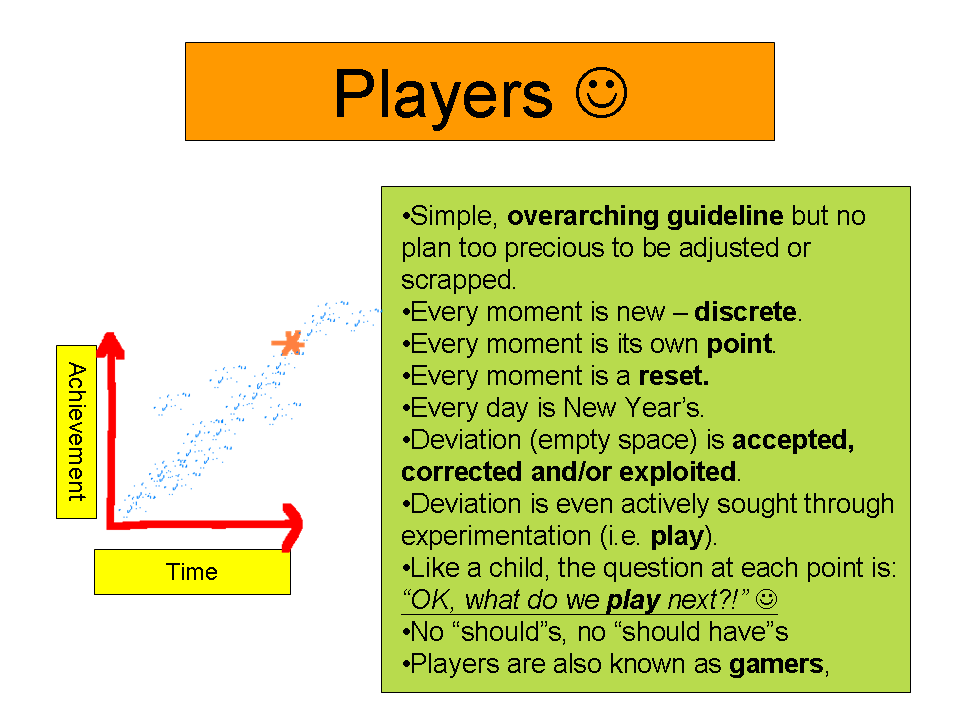 Players ☺
•Simple, overarching guideline but no
plan too precious to be adjusted or
scrapped.
•Every moment is new – discrete.
•Every moment is its own point.
•Every moment is a reset.
•Every day is New Year’s.
•Deviation (empty space) is accepted,
corrected and/or exploited.
•Deviation is even actively sought through
experimentation (i.e. play).
•Like a child, the question at each point is:
“OK, what do we play next?!” ☺
•No “should”s, no “should have”s
•Players are also known as gamers,
Achievement
Time